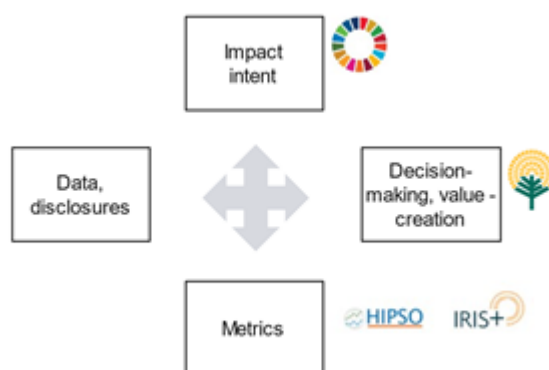 Impact
intent
Data,
disclosures
Decision-
making, value -
creation
Metrics
HIPSO
IRIS+